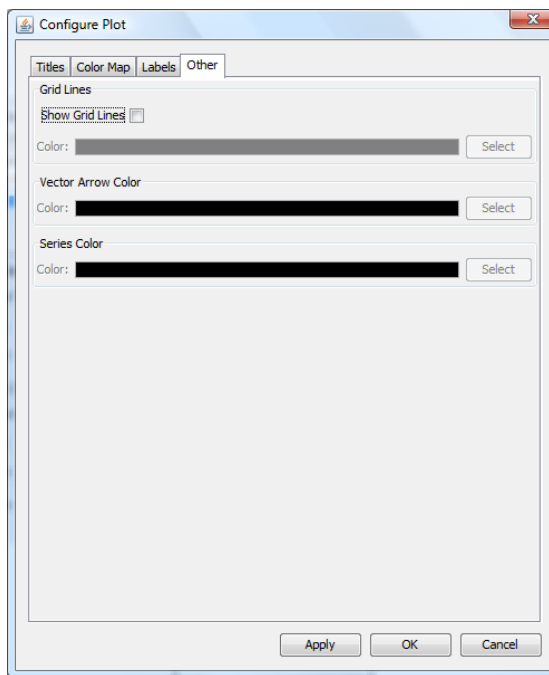 Configure Plot
Titles Color Map Labels Other
Grid Lines
Show Grid Lines
Color: Select
Vector Arrow Color
Color: Select
Series Color
Color: Select
Apply OK Cancel